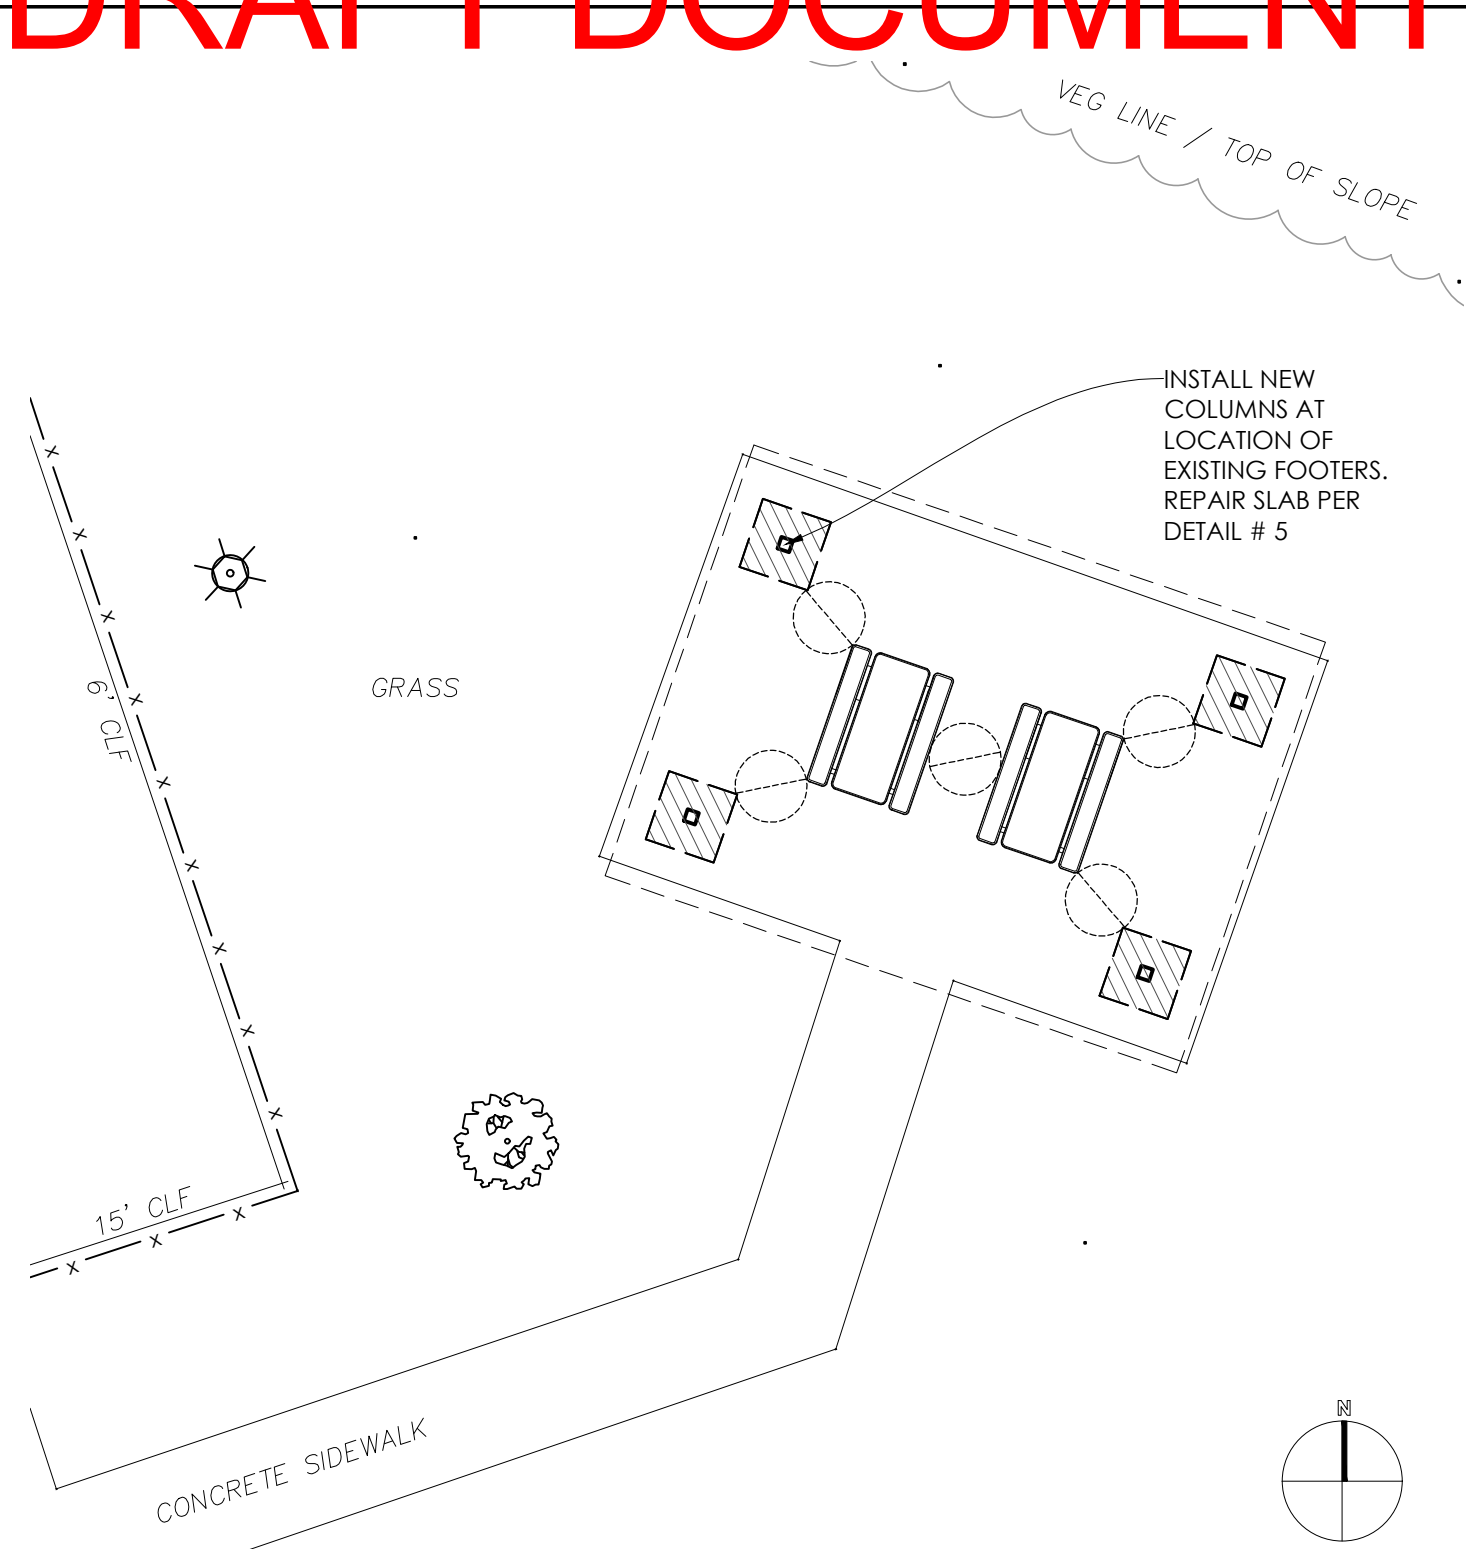 DRAFT DOCUMENT
VEG LINE / TOP OF SLOPE
INSTALL NEW
COLUMNS AT
LOCATION OF
EXISTING FOOTERS.
REPAIR SLAB PER
DETAIL # 5
GRASS
6' CLF
15' CLF
CONCRETE SIDEWALK
N